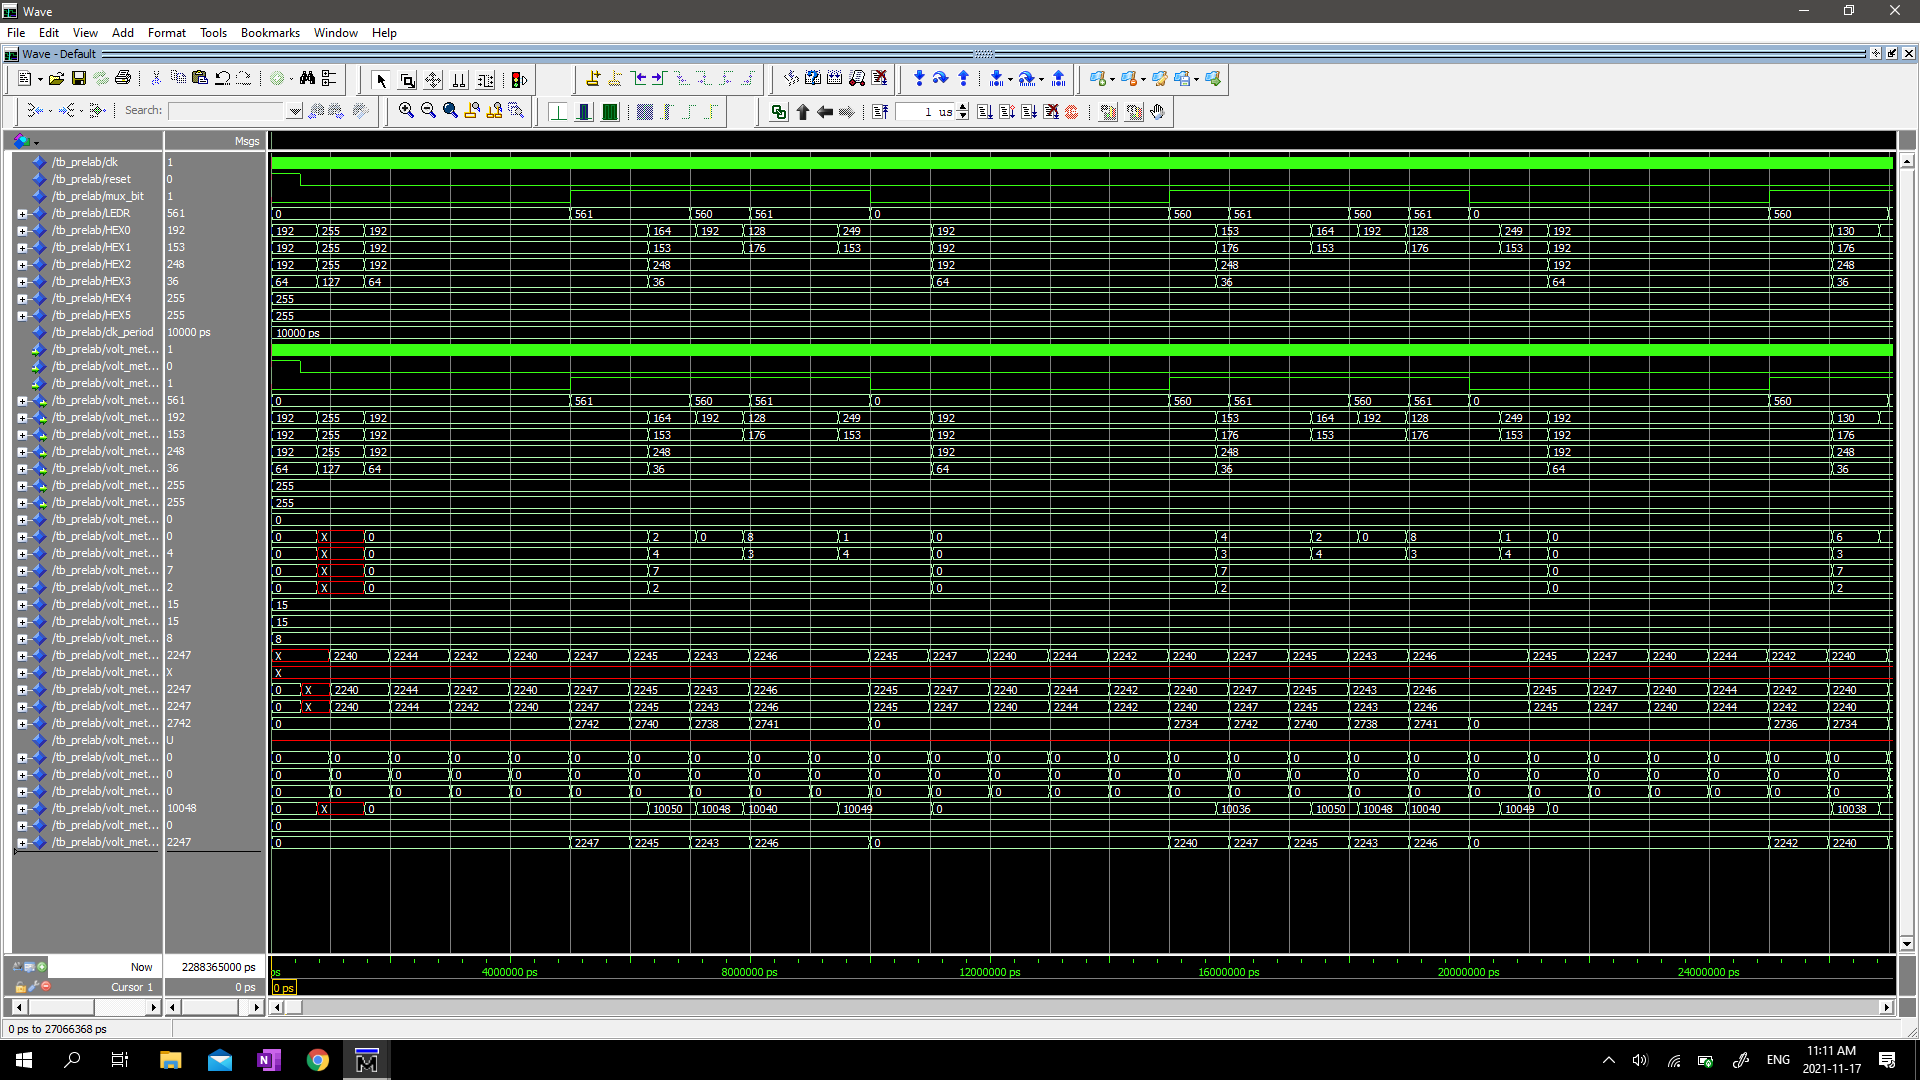 Wave
File Edit View Add Format Tools Bookmarks Window Help
Wave - Default
Search:
1 us
Msgs
/tb_prelab/clk 1
/tb_prelab/reset 0
/tb_prelab/mux_bit 1
/tb_prelab/LEDR 561 0 561 560 561 0 560 561 560 561 0 560
/tb_prelab/HEX0 192 192 255 192 164 192 128 249 192 153 164 192 128 249 192 130
/tb_prelab/HEX1 153 192 255 192 153 176 153 192 176 153 176 153 192 176
/tb_prelab/HEX2 248 192 255 192 248 192 248 192 248
/tb_prelab/HEX3 36 64 127 64 36 64 36 64 36
/tb_prelab/HEX4 255 255
/tb_prelab/HEX5 255 255
/tb_prelab/clk_period 10000 ps 10000 ps
/tb_prelab/volt_met... 1
/tb_prelab/volt_met... 0
/tb_prelab/volt_met... 1
/tb_prelab/volt_met... 561 0 561 560 561 0 560 561 560 561 0 560
/tb_prelab/volt_met... 192 192 255 192 164 192 128 249 192 153 164 192 128 249 192 130
/tb_prelab/volt_met... 153 192 255 192 153 176 153 192 176 153 176 153 192 176
/tb_prelab/volt_met... 248 192 255 192 248 192 248 192 248
/tb_prelab/volt_met... 36 64 127 64 36 64 36 64 36
/tb_prelab/volt_met... 255 255
/tb_prelab/volt_met... 255 255
/tb_prelab/volt_met... 0 0
/tb_prelab/volt_met... 0 0 X 0 2 0 8 1 0 4 2 0 8 1 0 6
/tb_prelab/volt_met... 4 0 X 0 4 3 4 0 3 4 3 4 0 3
/tb_prelab/volt_met... 7 0 X 0 7 0 7 0 7
/tb_prelab/volt_met... 2 0 X 0 2 0 2 0 2
/tb_prelab/volt_met... 15 15
/tb_prelab/volt_met... 15 15
/tb_prelab/volt_met... 8 8
/tb_prelab/volt_met... 2247 X 2240 2244 2242 2240 2247 2245 2243 2246 2245 2247 2240 2244 2242 2240 2247 2245 2243 2246 2245 2247 2240 2244 2242 2240
/tb_prelab/volt_met... X X
/tb_prelab/volt_met... 2247 0 X 2240 2244 2242 2240 2247 2245 2243 2246 2245 2247 2240 2244 2242 2240 2247 2245 2243 2246 2245 2247 2240 2244 2242 2240
/tb_prelab/volt_met... 2247 0 X 2240 2244 2242 2240 2247 2245 2243 2246 2245 2247 2240 2244 2242 2240 2247 2245 2243 2246 2245 2247 2240 2244 2242 2240
/tb_prelab/volt_met... 2742 0 2742 2740 2738 2741 0 2734 2742 2740 2738 2741 0 2736 2734
/tb_prelab/volt_met... U
/tb_prelab/volt_met... 0 0 0 0 0 0 0 0 0 0 0 0 0 0 0 0 0 0 0 0 0 0 0 0 0 0 0 0
/tb_prelab/volt_met... 0 0 0 0 0 0 0 0 0 0 0 0 0 0 0 0 0 0 0 0 0 0 0 0 0 0 0 0
/tb_prelab/volt_met... 0 0 0 0 0 0 0 0 0 0 0 0 0 0 0 0 0 0 0 0 0 0 0 0 0 0 0 0
/tb_prelab/volt_met... 10048 0 X 0 10050 10048 10040 10049 0 10036 10050 10048 10040 10049 0 10038
/tb_prelab/volt_met... 0 0
/tb_prelab/volt_met... 2247 0 2247 2245 2243 2246 0 2240 2247 2245 2243 2246 0 2242 2240
Now 2288365000 ps ps 4000000 ps 8000000 ps 12000000 ps 16000000 ps 20000000 ps 24000000 ps
Cursor 1 0 ps 0 ps
0 ps to 27066368 ps
ENG 11:11 AM
2021-11-17